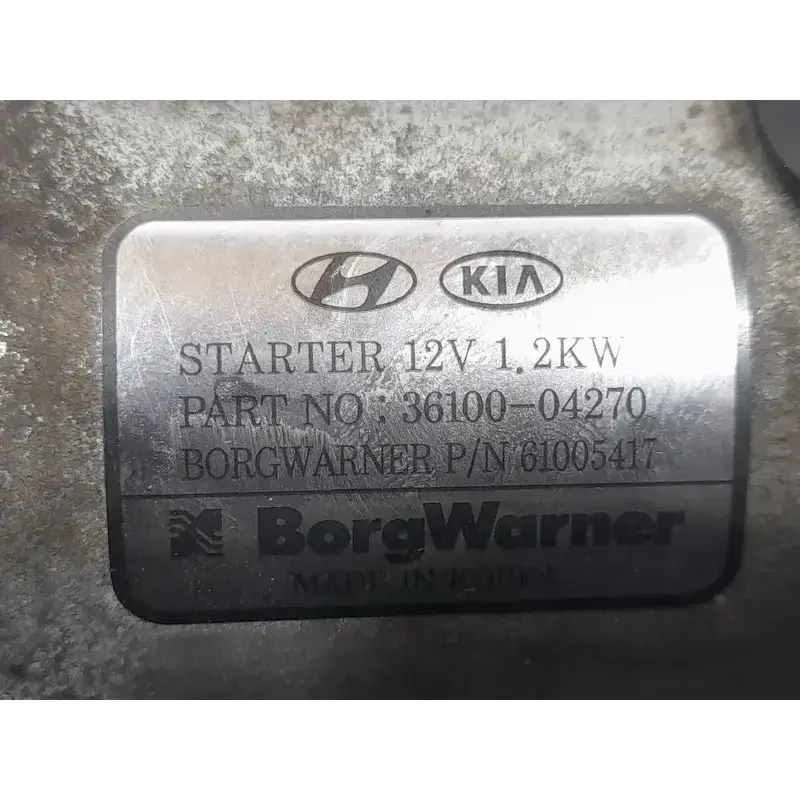 KIA
STARTER 12V 1.2KW
PART NO : 36100-04270
BORGWARNER P/N 61005417
BorgWarner
MADE IN KOREA